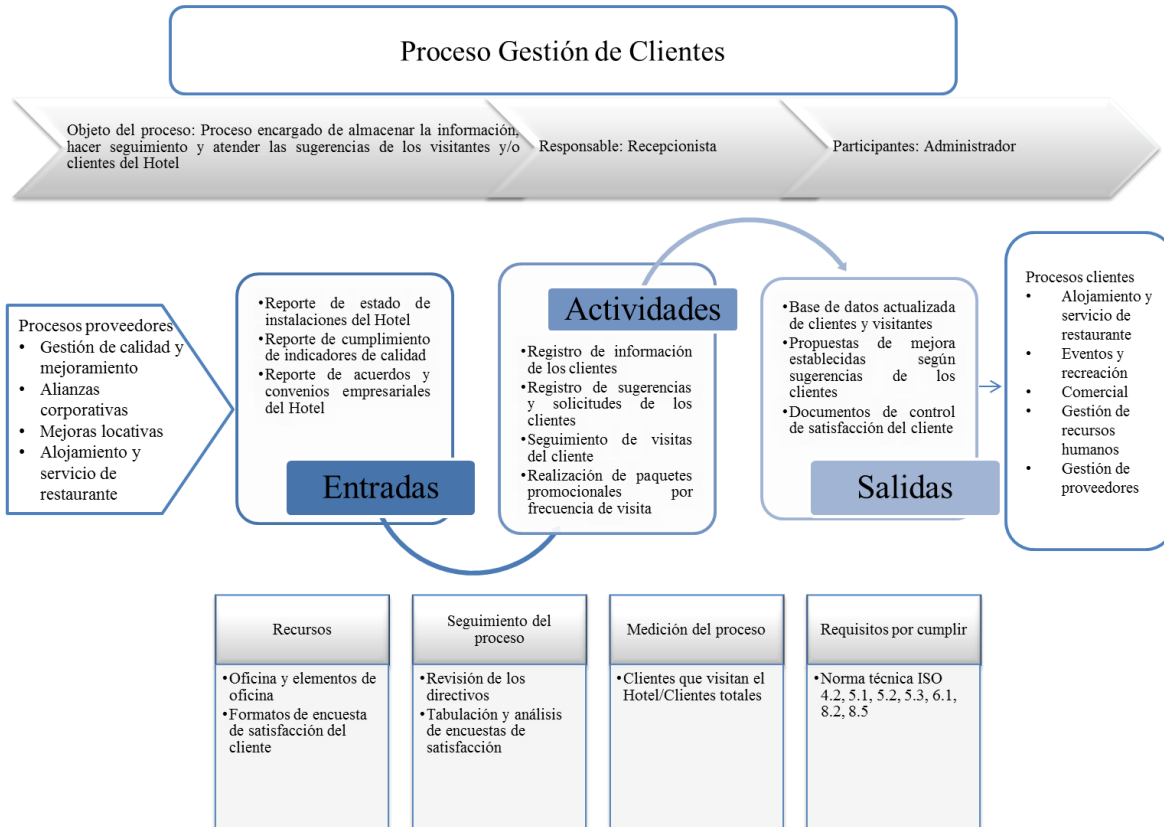 Proceso Gestión de Clientes
Objeto del proceso: Proceso encargado de almacenar la información,
hacer seguimiento y atender las sugerencias de los visitantes y/o
clientes del Hotel
Responsable: Recepcionista
Participantes: Administrador
Procesos proveedores
• Gestión de calidad y
mejoramiento
• Alianzas
corporativas
• Mejoras locativas
• Alojamiento y
servicio de
restaurante
•Reporte de estado de
instalaciones del Hotel
•Reporte de cumplimiento
de indicadores de calidad
•Reporte de acuerdos y
convenios empresariales
del Hotel
Entradas
Actividades
•Registro de información
de los clientes
•Registro de sugerencias
y solicitudes de los
clientes
•Seguimiento de visitas
del cliente
•Realización de paquetes
promocionales por
frecuencia de visita
•Base de datos actualizada
de clientes y visitantes
•Propuestas de mejora
establecidas según
sugerencias de los
clientes
•Documentos de control
de satisfacción del cliente
Salidas
Procesos clientes
• Alojamiento y
servicio de
restaurante
• Eventos y
recreación
• Comercial
• Gestión de
recursos
humanos
• Gestión de
proveedores
Recursos
•Oficina y elementos de
oficina
•Formatos de encuesta
de satisfacción del
cliente
Seguimiento del
proceso
•Revisión de los
directivos
•Tabulación y análisis
de encuestas de
satisfacción
Medición del proceso
•Clientes que visitan el
Hotel/Clientes totales
Requisitos por cumplir
•Norma técnica ISO
4.2, 5.1, 5.2, 5.3, 6.1,
8.2, 8.5